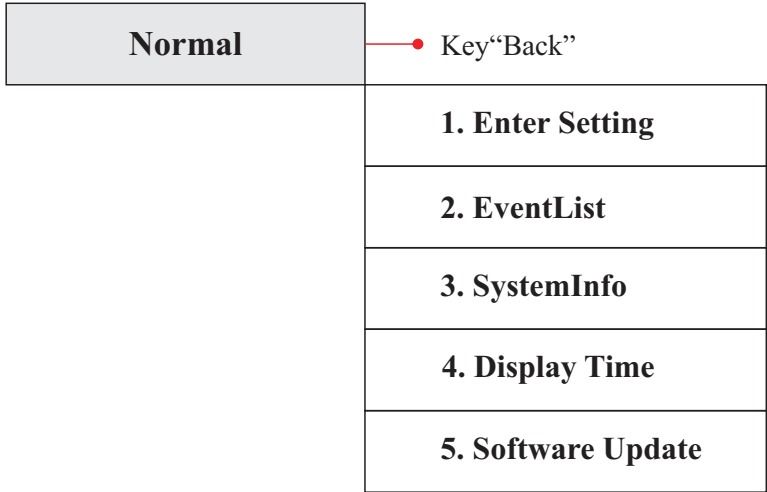 Normal
Key“Back”
1. Enter Setting
2. EventList
3. SystemInfo
4. Display Time
5. Software Update